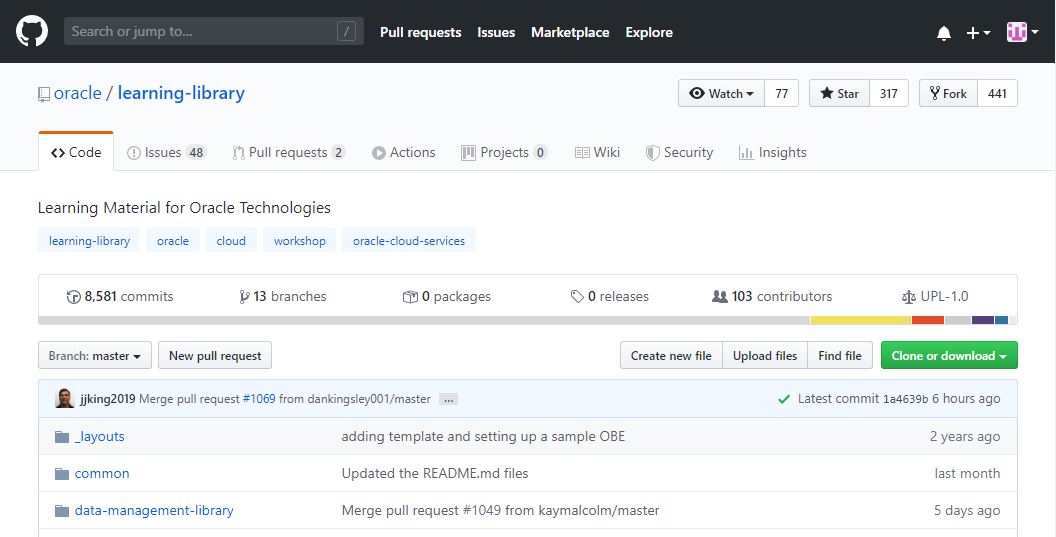 Search or jump to... /
Pull requests Issues Marketplace Explore
oracle / learning-library
Watch 77 Star 317 Fork 441
Code Issues 48 Pull requests 2 Actions Projects 0 Wiki Security Insights
Learning Material for Oracle Technologies
learning-library oracle cloud workshop oracle-cloud-services
8,581 commits 13 branches 0 packages 0 releases 103 contributors UPL-1.0
Branch: master New pull request Create new file Upload files Find file Clone or download
jjking2019 Merge pull request #1069 from dankingsley001/master ... Latest commit 1a4639b 6 hours ago
_layouts adding template and setting up a sample OBE 2 years ago
common Updated the README.md files last month
data-management-library Merge pull request #1049 from kaymalcolm/master 5 days ago